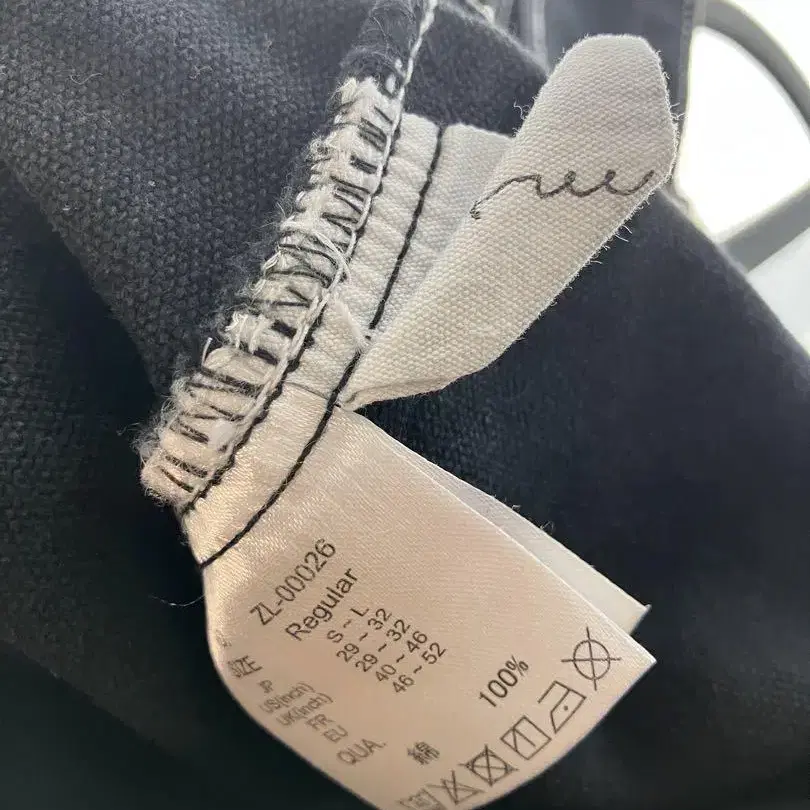 ZL-00026
SIZE Regular
JP S ~ L
US(inch) 29 ~ 32
UK(inch) 29 ~ 32
FR 40 ~ 46
EU 46 ~ 52
QUA. 綿 100%